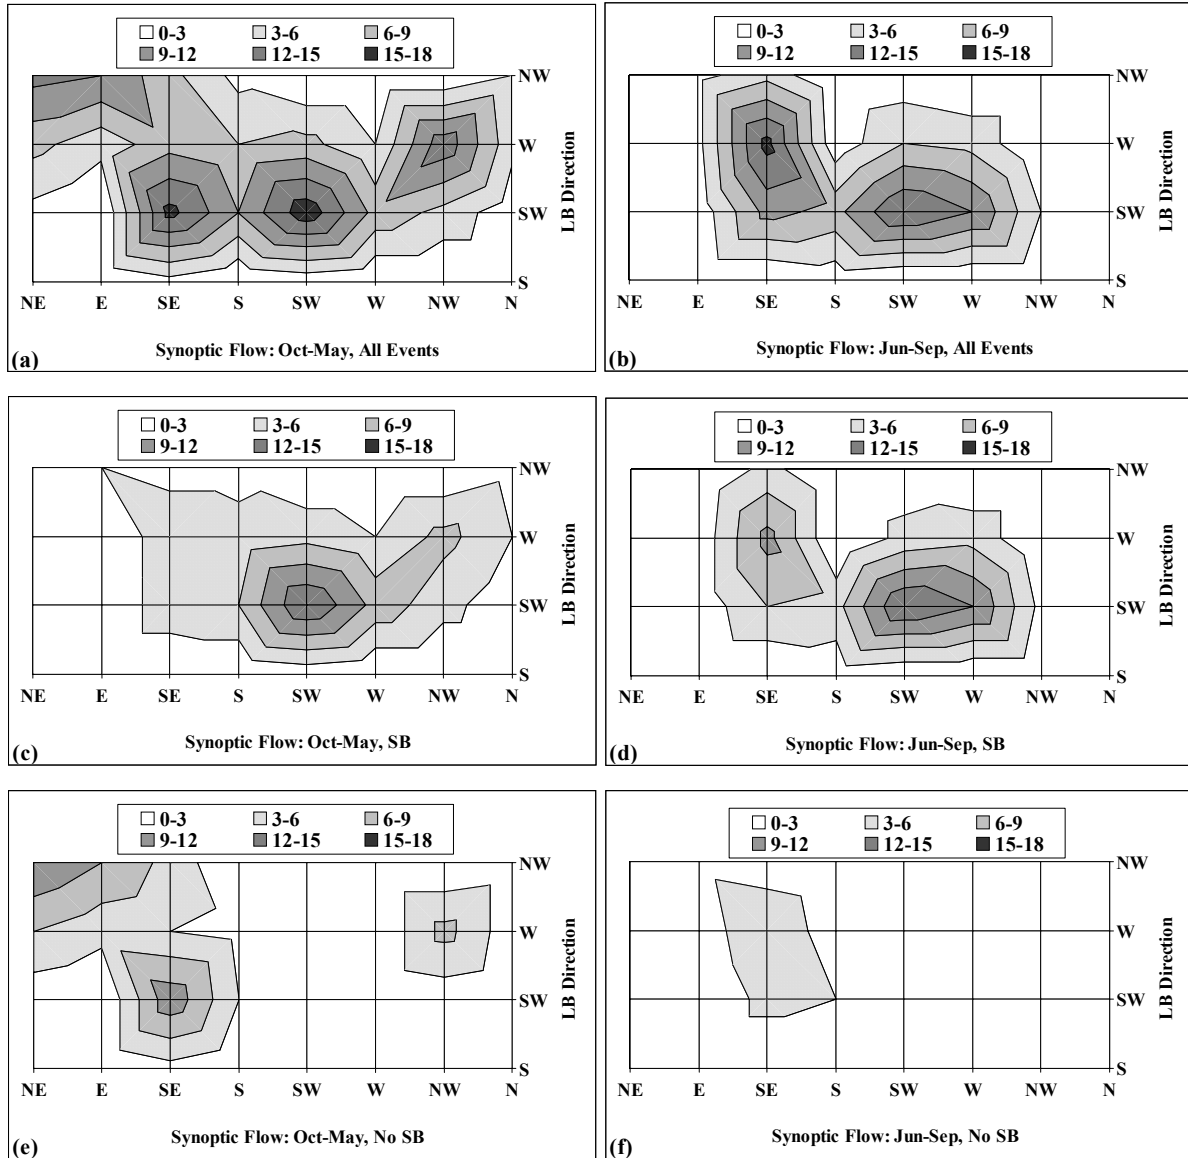 0-3 3-6 6-9
9-12 12-15 15-18
NW
W
SW
S
LB Direction
NE E SE S SW W NW N
(a) Synoptic Flow: Oct-May, All Events
0-3 3-6 6-9
9-12 12-15 15-18
NW
W
SW
S
LB Direction
NE E SE S SW W NW N
(b) Synoptic Flow: Jun-Sep, All Events
0-3 3-6 6-9
9-12 12-15 15-18
NW
W
SW
S
LB Direction
NE E SE S SW W NW N
(c) Synoptic Flow: Oct-May, SB
0-3 3-6 6-9
9-12 12-15 15-18
NW
W
SW
S
LB Direction
NE E SE S SW W NW N
(d) Synoptic Flow: Jun-Sep, SB
0-3 3-6 6-9
9-12 12-15 15-18
NW
W
SW
S
LB Direction
NE E SE S SW W NW N
(e) Synoptic Flow: Oct-May, No SB
0-3 3-6 6-9
9-12 12-15 15-18
NW
W
SW
S
LB Direction
NE E SE S SW W NW N
(f) Synoptic Flow: Jun-Sep, No SB